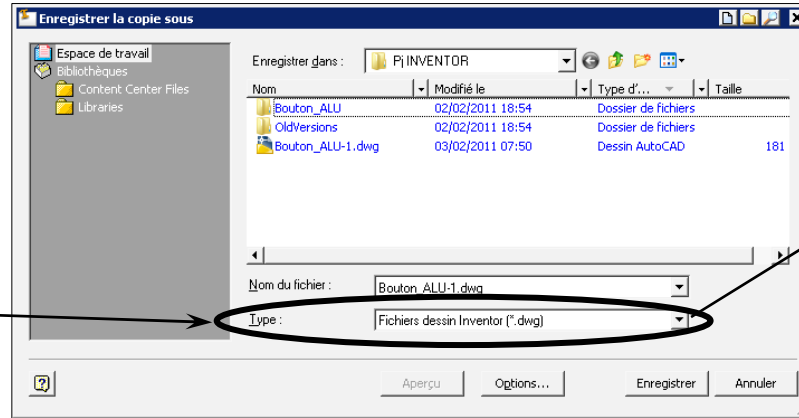 Enregistrer la copie sous
Espace de travail
Bibliothèques
Content Center Files
Libraries
Enregistrer dans : Pj INVENTOR
Nom Modifié le Type d'... Taille
Bouton_ALU 02/02/2011 18:54 Dossier de fichiers
OldVersions 02/02/2011 18:54 Dossier de fichiers
Bouton_ALU-1.dwg 03/02/2011 07:50 Dessin AutoCAD 181
Nom du fichier : Bouton_ALU-1.dwg
Type : Fichiers dessin Inventor (*.dwg)
Aperçu Options... Enregistrer Annuler